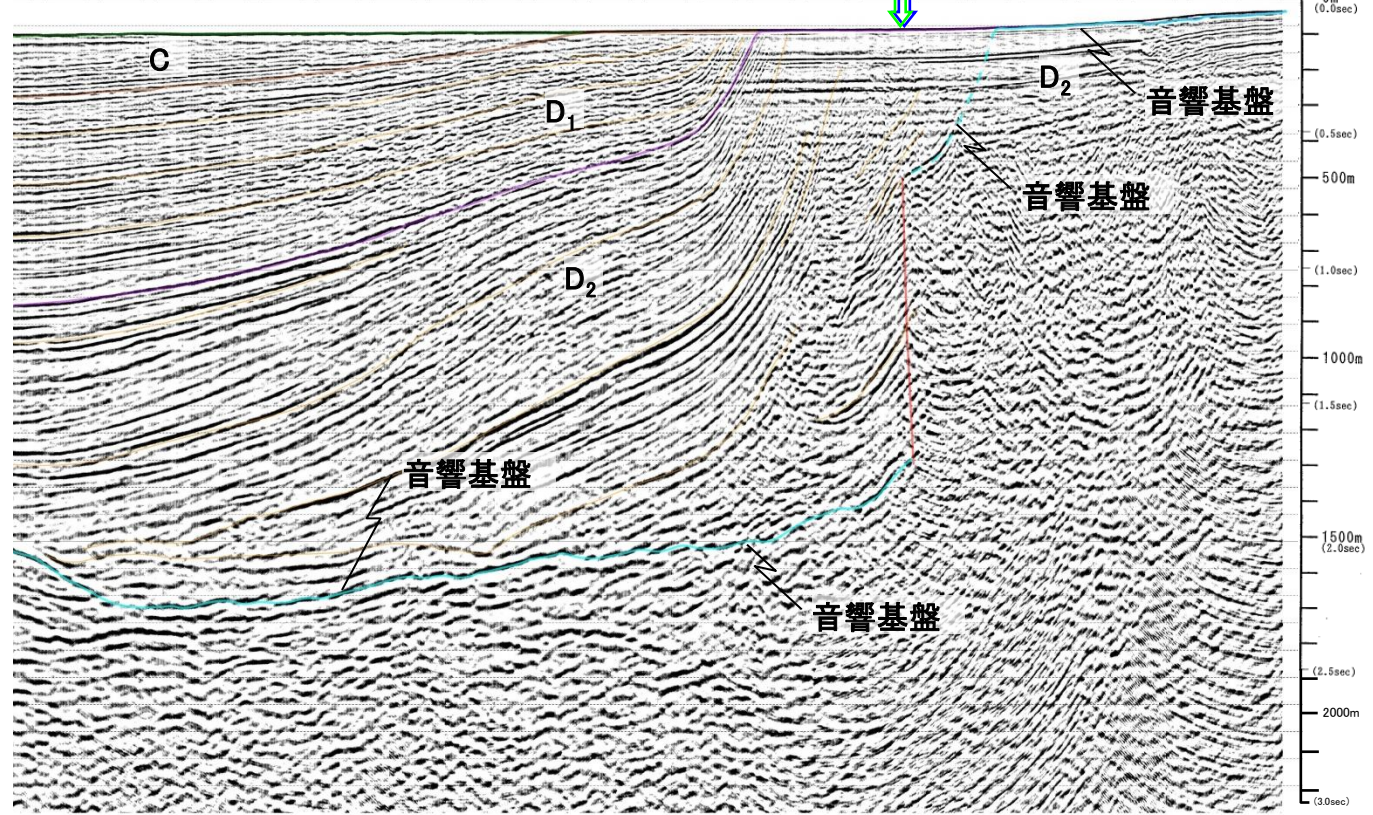 (0.0sec)
C
D2
音響基盤
D1
(0.5sec)
500m
音響基盤
D2
(1.0sec)
1000m
(1.5sec)
音響基盤
1500m
(2.0sec)
音響基盤
(2.5sec)
2000m
(3.0sec)